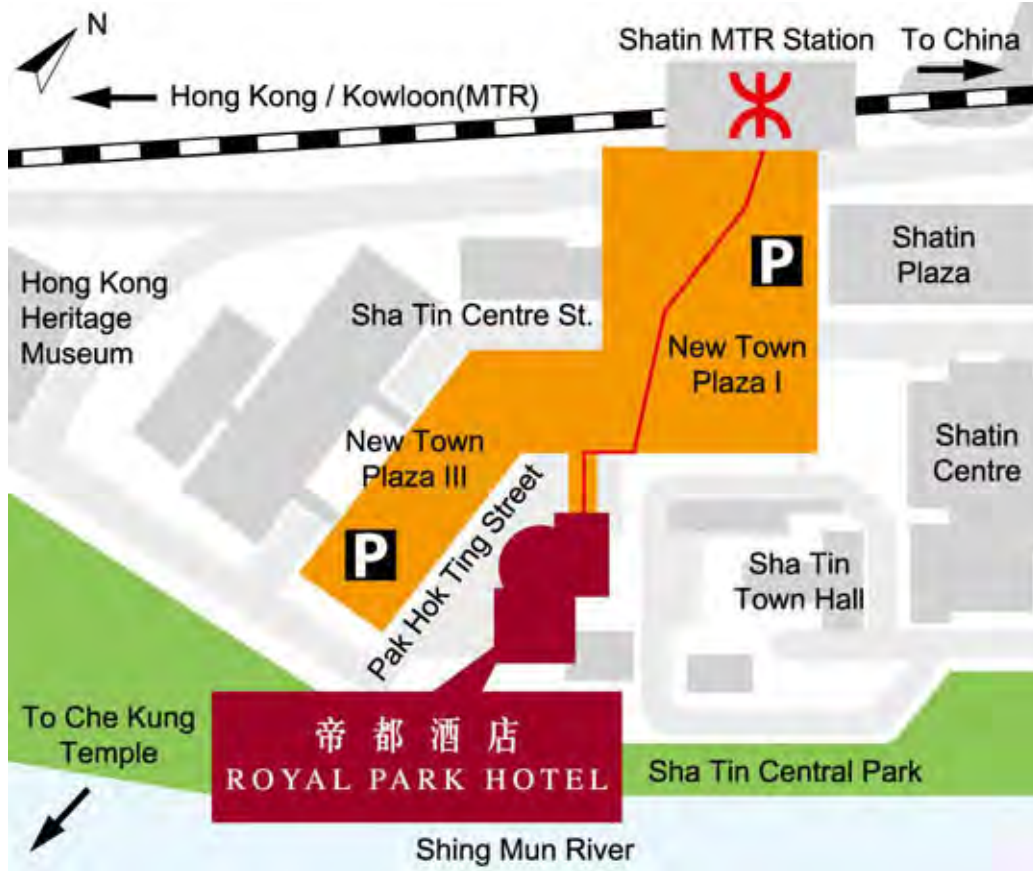 N
Shatin MTR Station
To China
Hong Kong / Kowloon(MTR)
P
Shatin
Plaza
Hong Kong
Heritage
Museum
Sha Tin Centre St.
New Town
Plaza I
New Town
Plaza III
Shatin
Centre
P
Pak Hok Ting Street
Sha Tin
Town Hall
To Che Kung
Temple
帝都酒店
ROYAL PARK HOTEL
Sha Tin Central Park
Shing Mun River